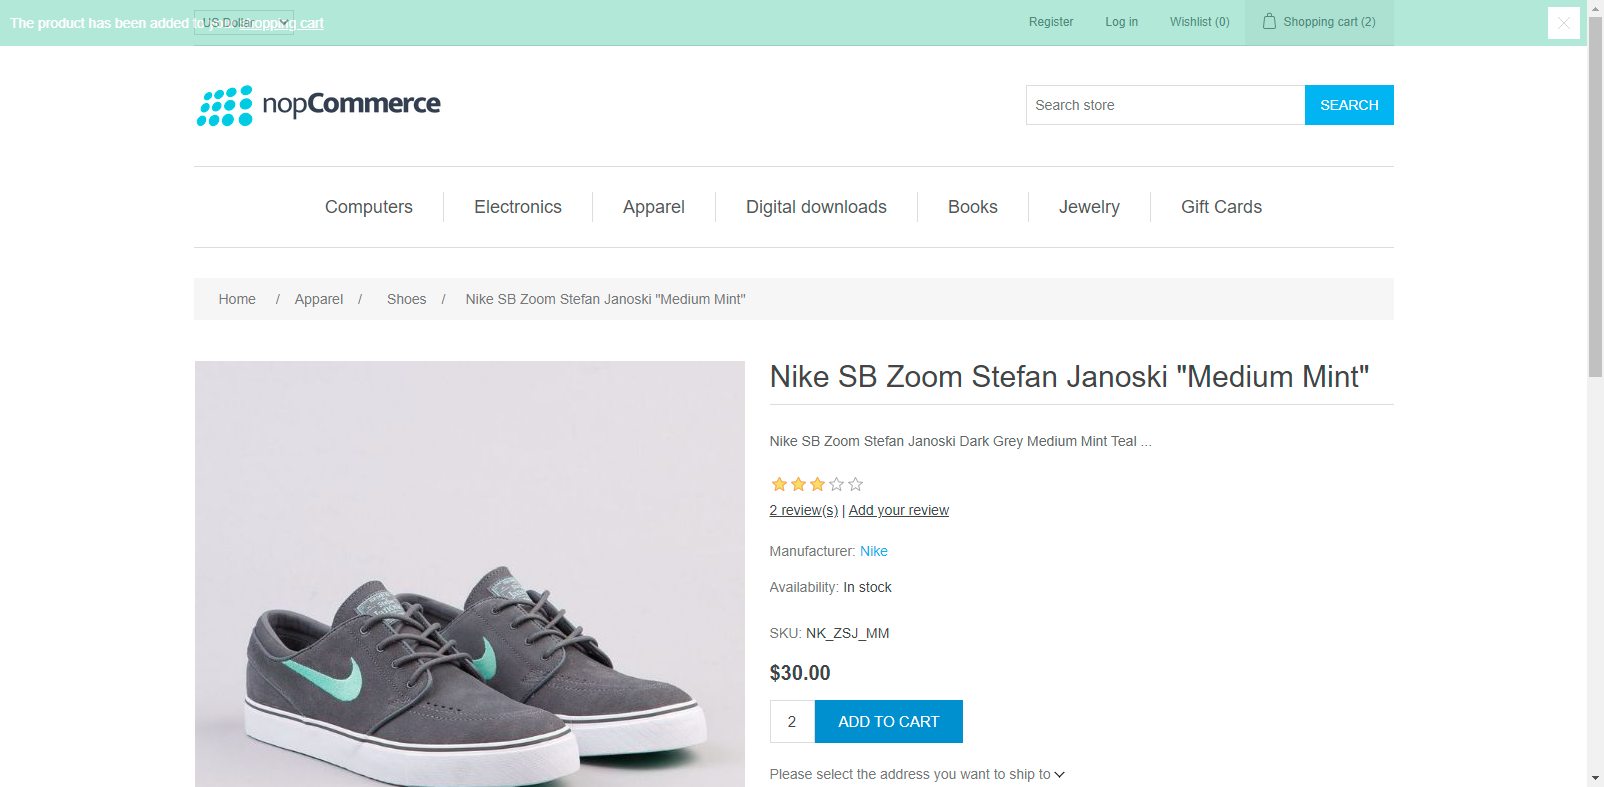 The product has been added to your shopping cart
US Dollar
Register Log in Wishlist (0) Shopping cart (2)
nopCommerce
Search store SEARCH
Computers Electronics Apparel Digital downloads Books Jewelry Gift Cards
Home / Apparel / Shoes / Nike SB Zoom Stefan Janoski "Medium Mint"
Nike SB Zoom Stefan Janoski "Medium Mint"
Nike SB Zoom Stefan Janoski Dark Grey Medium Mint Teal ...
2 review(s) | Add your review
Manufacturer: Nike
Availability: In stock
SKU: NK_ZSJ_MM
$30.00
2 ADD TO CART
Please select the address you want to ship to